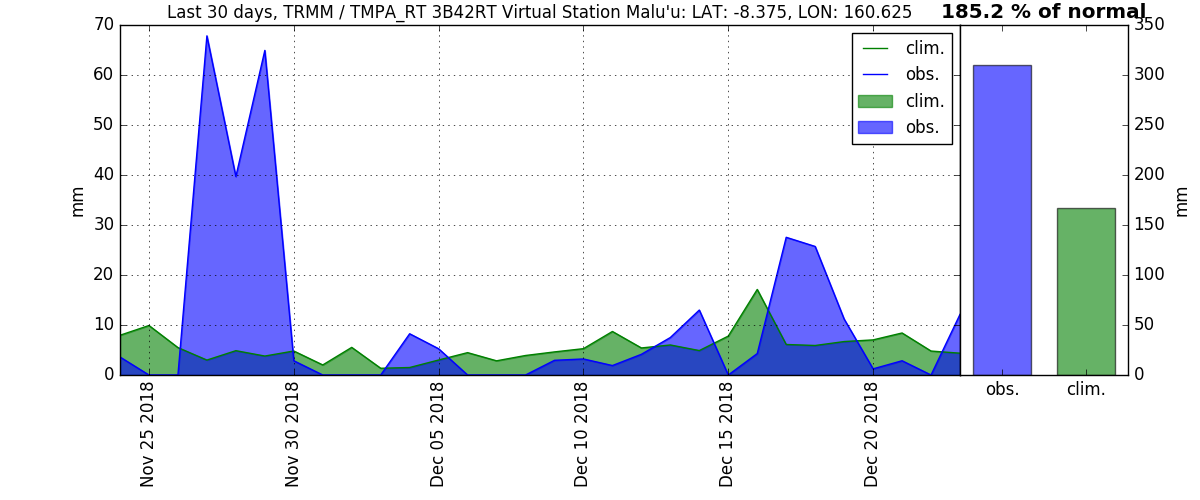 Last 30 days, TRMM / TMPA_RT 3B42RT Virtual Station Malu'u: LAT: -8.375, LON: 160.625
185.2 % of normal
70
60
50
40
30
20
10
0
mm
clim.
obs.
clim.
obs.
350
300
250
200
150
100
50
0
mm
Nov 25 2018
Nov 30 2018
Dec 05 2018
Dec 10 2018
Dec 15 2018
Dec 20 2018
obs.
clim.